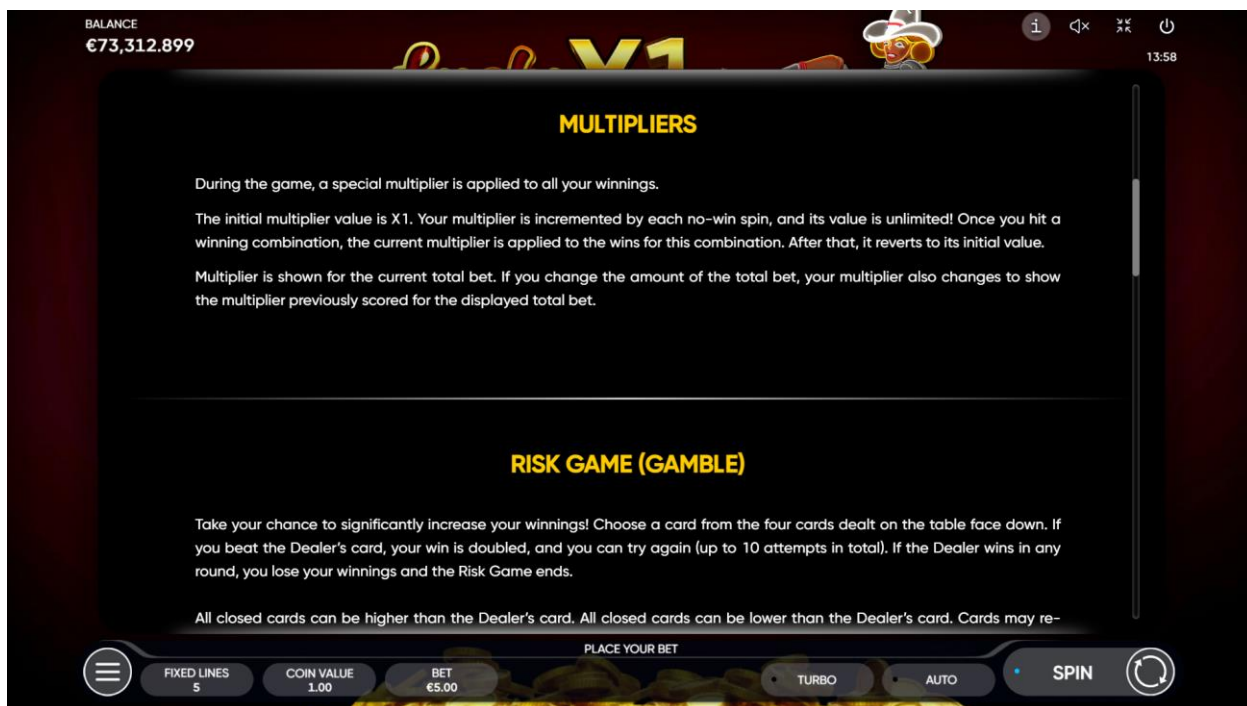 BALANCE
€73,312.899
X1
i
13:58
MULTIPLIERS
During the game, a special multiplier is applied to all your winnings.
The initial multiplier value is X1. Your multiplier is incremented by each no-win spin, and its value is unlimited! Once you hit a
winning combination, the current multiplier is applied to the wins for this combination. After that, it reverts to its initial value.
Multiplier is shown for the current total bet. If you change the amount of the total bet, your multiplier also changes to show
the multiplier previously scored for the displayed total bet.
RISK GAME (GAMBLE)
Take your chance to significantly increase your winnings! Choose a card from the four cards dealt on the table face down. If
you beat the Dealer's card, your win is doubled, and you can try again (up to 10 attempts in total). If the Dealer wins in any
round, you lose your winnings and the Risk Game ends.
All closed cards can be higher than the Dealer's card. All closed cards can be lower than the Dealer's card. Cards may re-
PLACE YOUR BET
FIXED LINES
5
COIN VALUE
1.00
BET
€5.00
TURBO
AUTO
SPIN